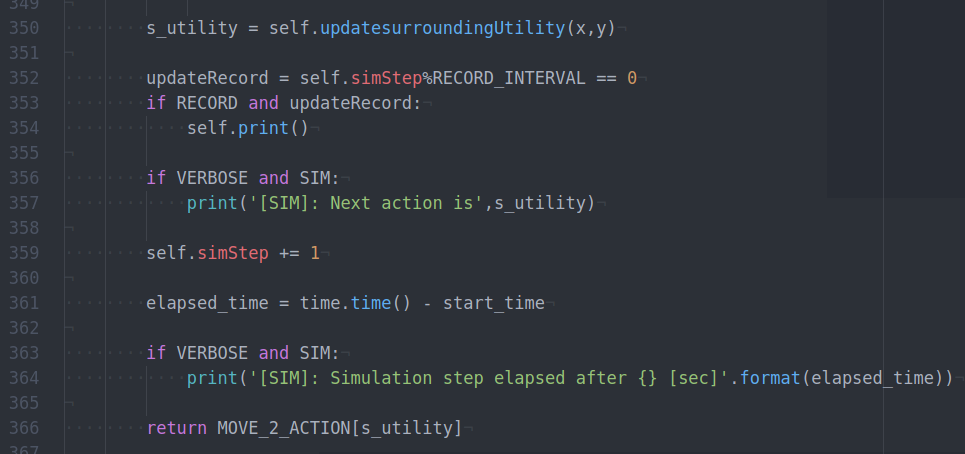 349
350 s_utility = self.updatesurroundingUtility(x,y)
351
352 updateRecord = self.simStep%RECORD_INTERVAL == 0
353 if RECORD and updateRecord:
354 self.print()
355
356 if VERBOSE and SIM:
357 print('[SIM]: Next action is',s_utility)
358
359 self.simStep += 1
360
361 elapsed_time = time.time() - start_time
362
363 if VERBOSE and SIM:
364 print('[SIM]: Simulation step elapsed after {} [sec]'.format(elapsed_time))
365
366 return MOVE_2_ACTION[s_utility]
367